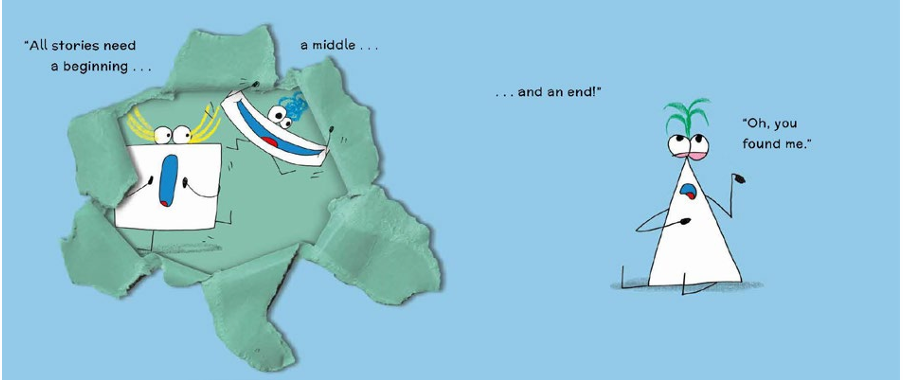 “All stories need
a beginning . . .
a middle . . .
. . . and an end!”
“Oh, you
found me.”